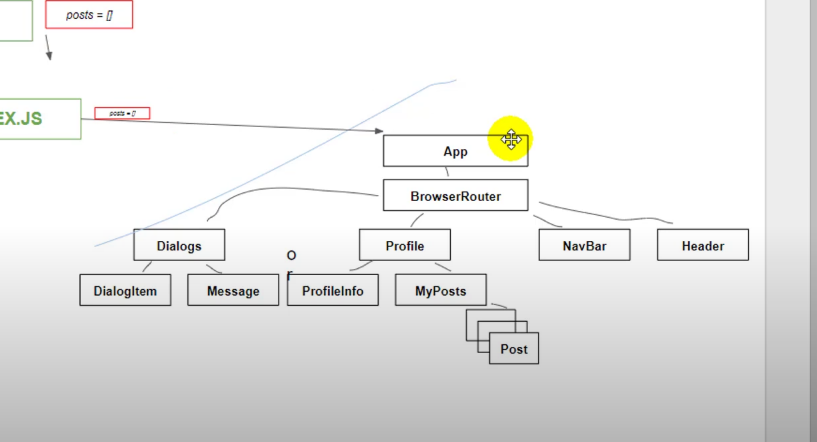 posts = []
EX.JS
posts = []
App
BrowserRouter
Dialogs
Profile
NavBar
Header
O
r
DialogItem
Message
ProfileInfo
MyPosts
Post